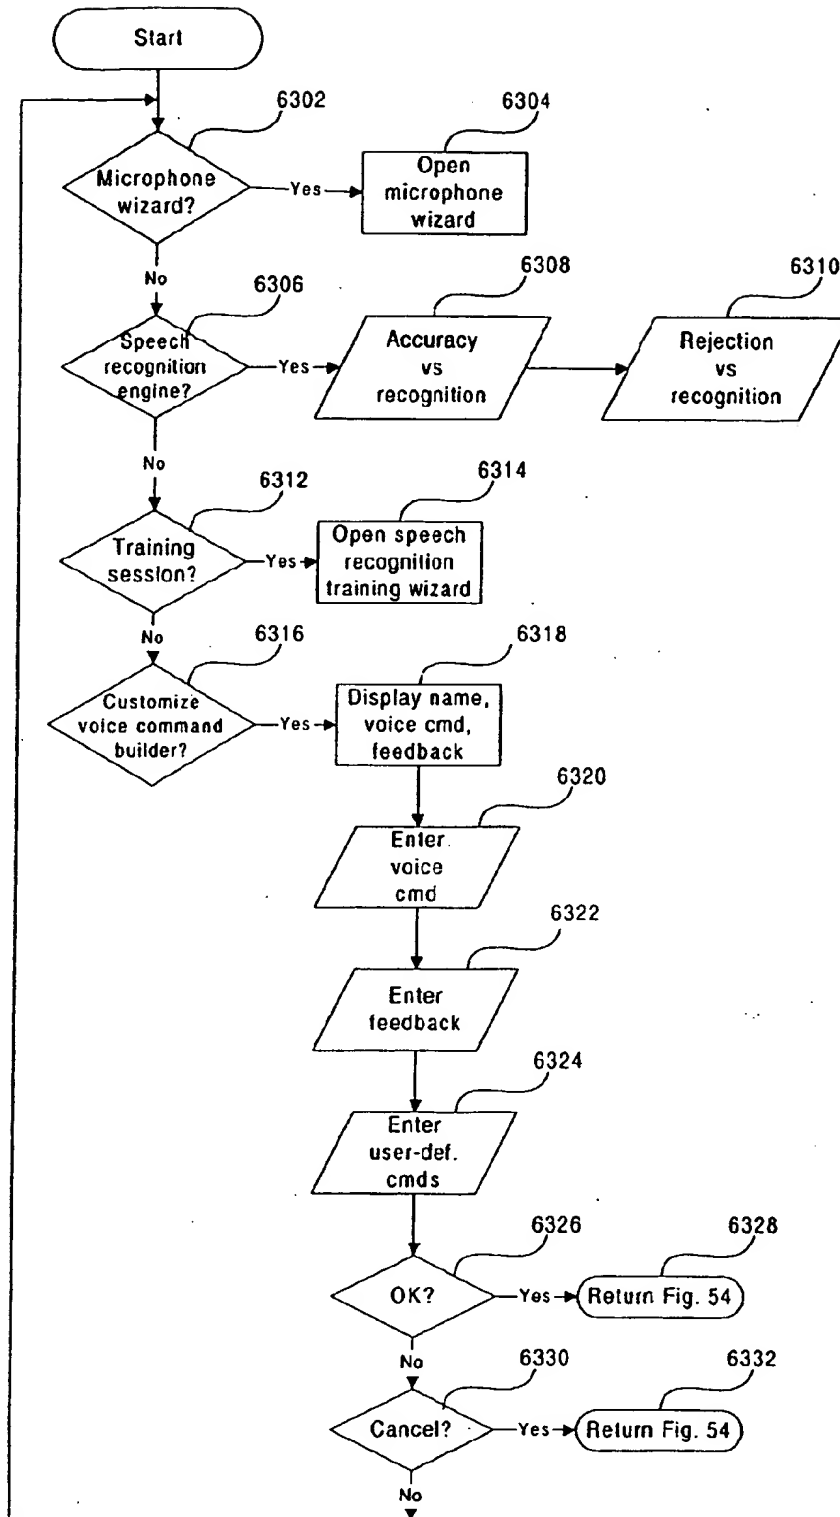 Start
6302
6304
Microphone
wizard?
Yes
Open
microphone
wizard
No
6306
6308
6310
Speech
recognition
engine?
Yes
Accuracy
vs
recognition
Rejection
vs
recognition
No
6312
6314
Training
session?
Yes
Open speech
recognition
training wizard
No
6316
6318
Customize
voice command
builder?
Yes
Display name,
voice cmd,
feedback
6320
Enter
voice
cmd
6322
Enter
feedback
6324
Enter
user-def.
cmds
6326
6328
OK?
Yes
Return Fig. 54
No
6330
6332
Cancel?
Yes
Return Fig. 54
No